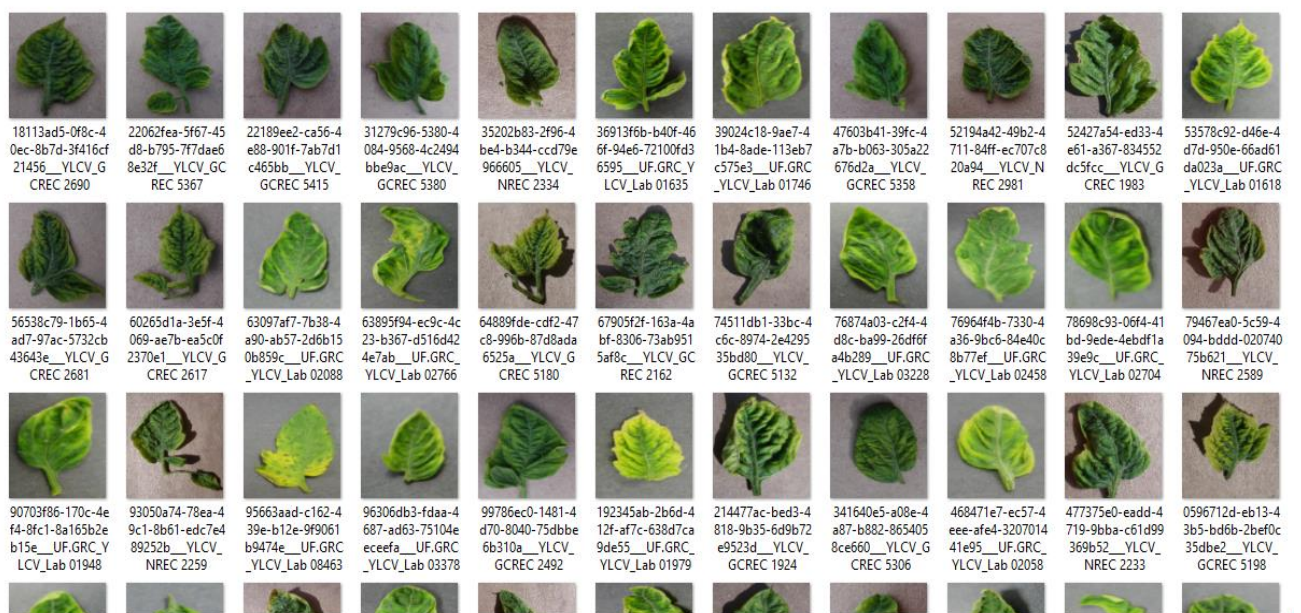 18113ad5-0f8c-4
0ec-8b7d-3f416cf
21456___YLCV_G
CREC 2690
22062fea-5f67-45
d8-b795-7f7dae6
8e32f___YLCV_GC
REC 5367
22189ee2-ca56-4
e88-901f-7ab7d1
c465bb___YLCV_
GCREC 5415
31279c96-5380-4
084-9568-4c2494
bbe9ac___YLCV_
GCREC 5380
35202b83-2f96-4
be4-b344-ccd79e
966605___YLCV_
NREC 2334
36913f6b-b40f-46
6f-94e6-72100fd3
6595___UF.GRC_Y
LCV_Lab 01635
39024c18-9ae7-4
1b4-8ade-113eb7
c575e3___UF.GRC
_YLCV_Lab 01746
47603b41-39fc-4
a7b-b063-305a22
676d2a___YLCV_
GCREC 5358
52194a42-49b2-4
711-84ff-ec707c8
20a94___YLCV_N
REC 2981
52427a54-ed33-4
e61-a367-834552
dc5fcc___YLCV_G
CREC 1983
53578c92-d46e-4
d7d-950e-66ad61
da023a___UF.GRC
_YLCV_Lab 01618
56538c79-1b65-4
ad7-97ac-5732cb
43643e___YLCV_G
CREC 2681
60265d1a-3e5f-4
069-ae7b-ea5c0f
2370e1___YLCV_G
CREC 2617
63097af7-7b38-4
a90-ab57-2d6b15
0b859c___UF.GRC
_YLCV_Lab 02088
63895f94-ec9c-4c
23-b367-d516d42
4e7ab___UF.GRC_
YLCV_Lab 02766
64889fde-cdf2-47
c8-996b-87d8ada
6525a___YLCV_G
CREC 5180
67905f2f-163a-4a
bf-8306-73ab951
5af8c___YLCV_GC
REC 2162
74511db1-33bc-4
c6c-8974-2e4295
35bd80___YLCV_
GCREC 5132
76874a03-c2f4-4
d8c-ba99-26df6f
a4b289___UF.GRC
_YLCV_Lab 03228
76964f4b-7330-4
a36-9bc6-84e40c
8b77ef___UF.GRC
_YLCV_Lab 02458
78698c93-06f4-41
bd-9ede-4ebdf1a
39e9c___UF.GRC_
YLCV_Lab 02704
79467ea0-5c59-4
094-bddd-020740
75b621___YLCV_
NREC 2589
90703f86-170c-4e
f4-8fc1-8a165b2e
b15e___UF.GRC_Y
LCV_Lab 01948
93050a74-78ea-4
9c1-8b61-edc7e4
89252b___YLCV_
NREC 2259
95663aad-c162-4
39e-b12e-9f9061
b9474e___UF.GRC
_YLCV_Lab 08463
96306db3-fdaa-4
687-ad63-75104e
eceefa___UF.GRC
_YLCV_Lab 03378
99786ec0-1481-4
d70-8040-75dbbe
6b310a___YLCV_
GCREC 2492
192345ab-2b6d-4
12f-af7c-638d7ca
9de55___UF.GRC_
YLCV_Lab 01979
214477ac-bed3-4
818-9b35-6d9b72
e9523d___YLCV_
GCREC 1924
341640e5-a08e-4
a87-b882-865405
8ce660___YLCV_G
CREC 5306
468471e7-ec57-4
eee-afe4-3207014
41e95___UF.GRC_
YLCV_Lab 02058
477375e0-eadd-4
719-9bba-c61d99
369b52___YLCV_
NREC 2233
0596712d-eb13-4
3b5-bd6b-2bef0c
35dbe2___YLCV_
GCREC 5198